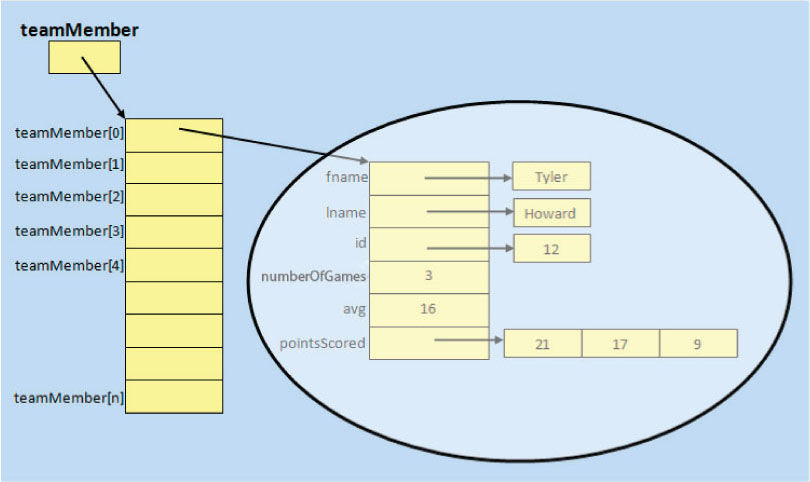 teamMember
teamMember[0]
teamMember[1]
teamMember[2]
teamMember[3]
teamMember[4]
teamMember[n]
fname Tyler
lname Howard
id 12
numberOfGames 3
avg 16
pointsScored 21 17 9